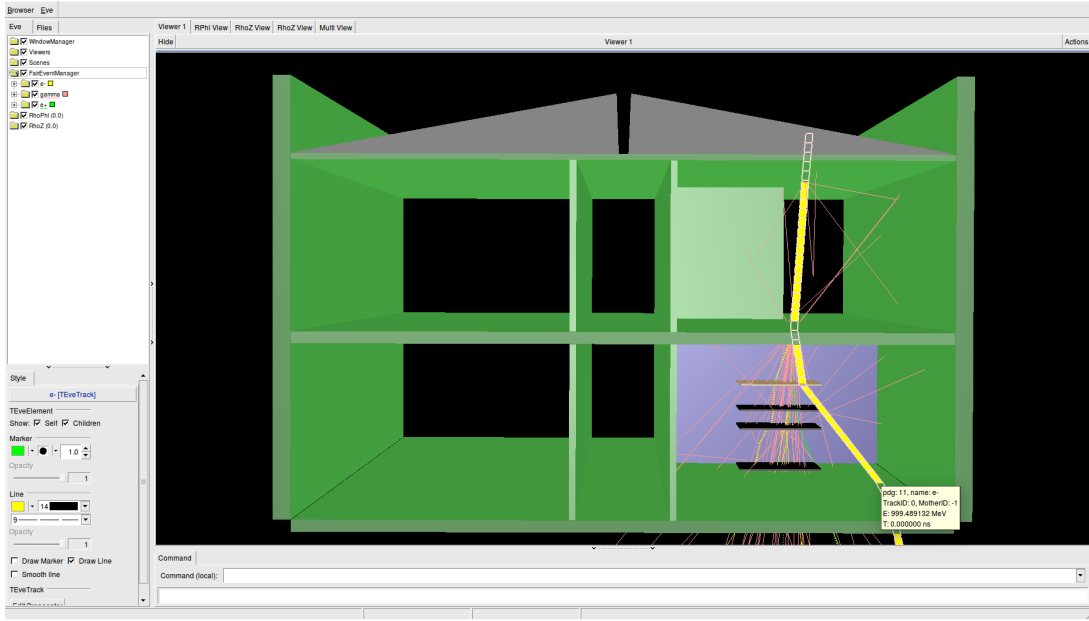 Browser Eve
Eve Files
Viewer 1 RPhi View RhoZ View RhoZ View Multi View
Hide Viewer 1 Actions
WindowManager
Viewers
Scenes
FairEventManager
e-
gamma
e+
RhoPhi (0.0)
RhoZ (0.0)
Style
e- [TEveTrack]
TEveElement
Show: Self Children
Marker
1.0
Opacity
1
Line
14
9
Opacity
1
Draw Marker Draw Line
Smooth line
TEveTrack
pdg: 11, name: e-
TrackID: 0, MotherID: -1
E: 999.489132 MeV
T: 0.000000 ns
Command
Command (local):